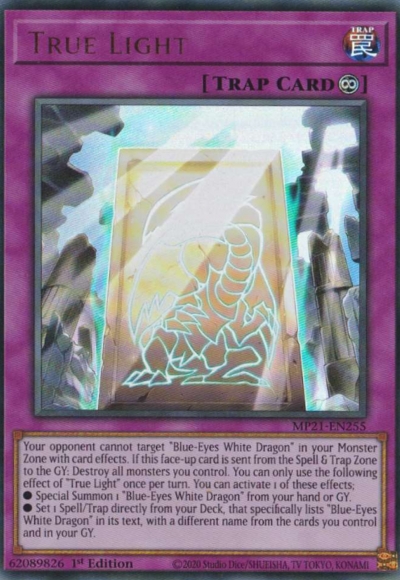 TRUE LIGHT
TRAP
罠
[TRAP CARD∞]
MP21-EN255
Your opponent cannot target "Blue-Eyes White Dragon" in your Monster
Zone with card effects. If this face-up card is sent from the Spell & Trap Zone
to the GY: Destroy all monsters you control. You can only use the following
effect of "True Light" once per turn. You can activate 1 of these effects;
● Special Summon 1 "Blue-Eyes White Dragon" from your hand or GY.
● Set 1 Spell/Trap directly from your Deck, that specifically lists "Blue-Eyes
White Dragon" in its text, with a different name from the cards you control
and in your GY.
62089826 1st Edition ©2020 Studio Dice/SHUEISHA, TV TOKYO, KONAMI